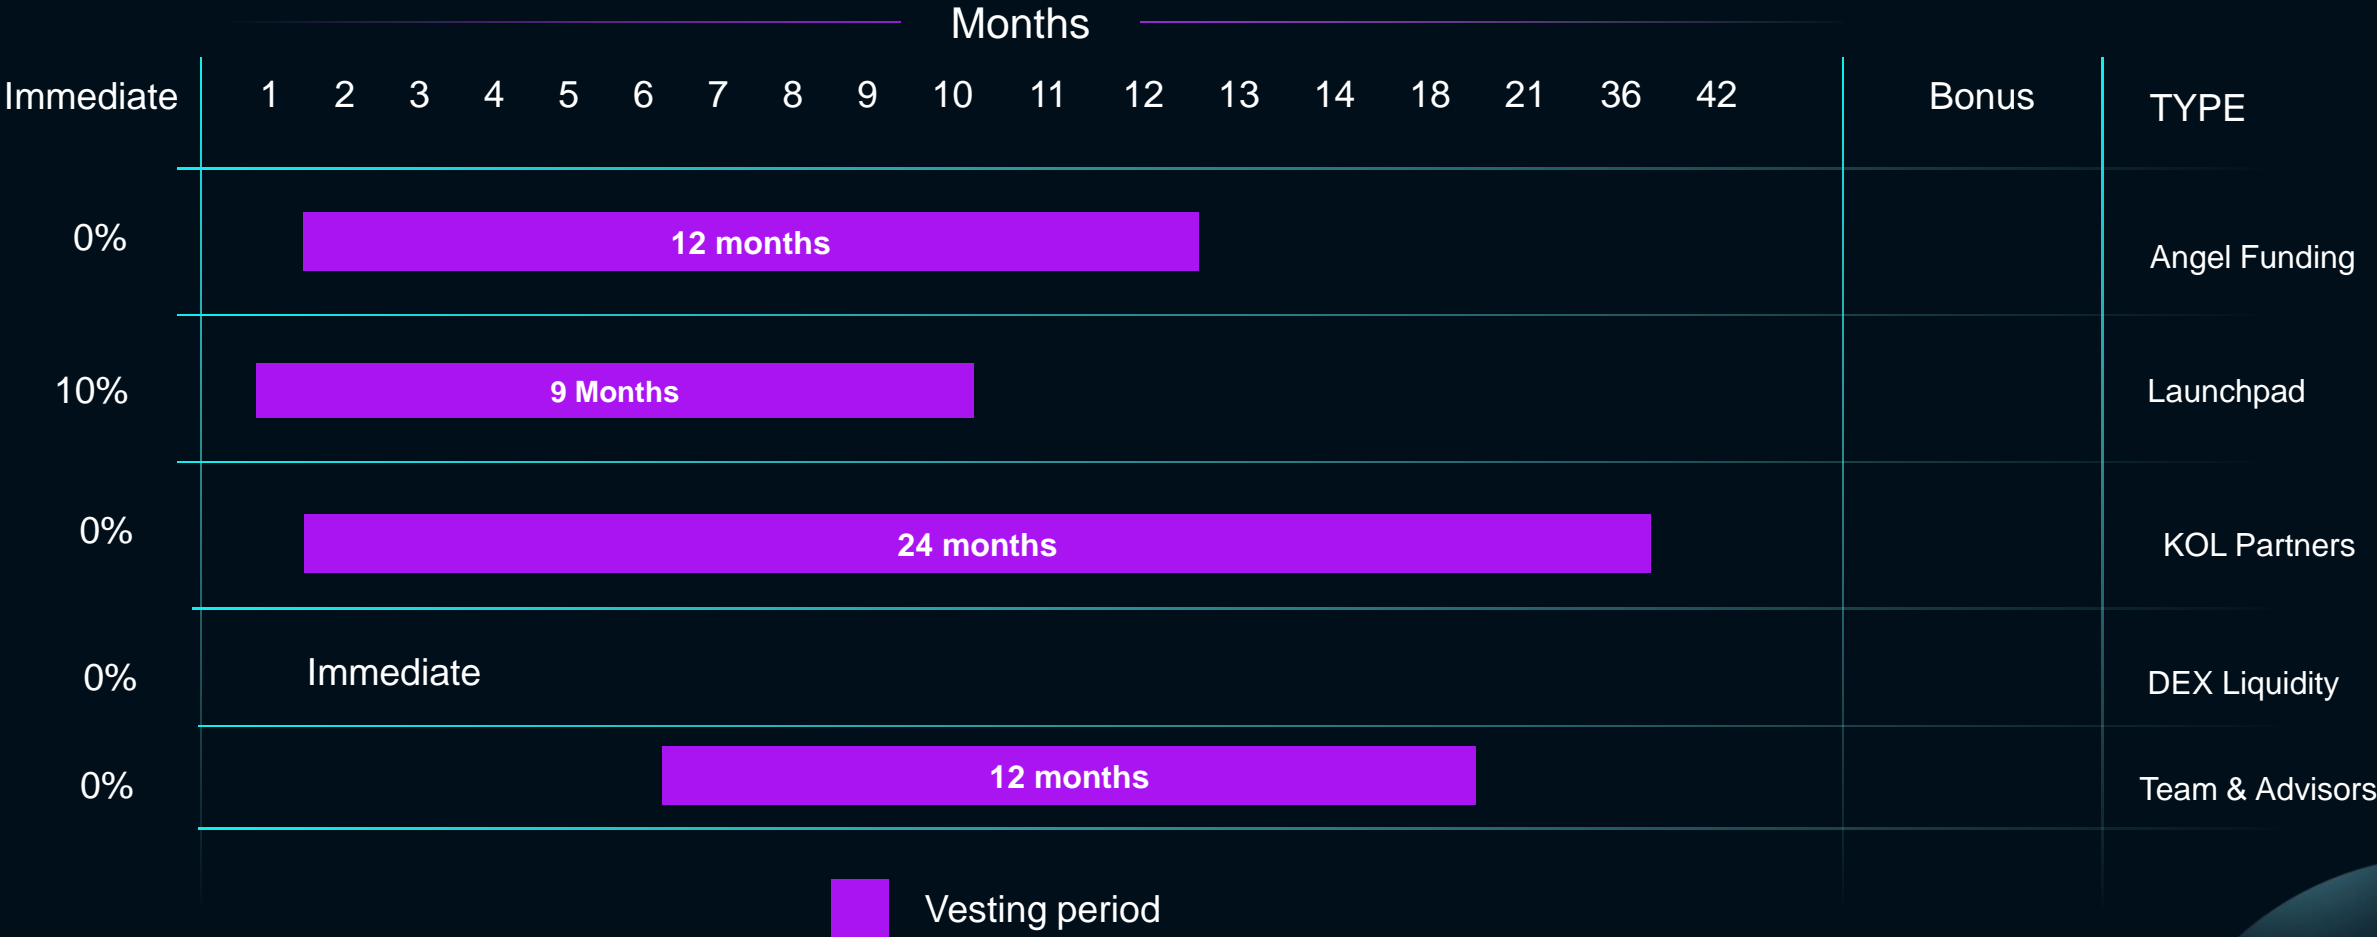 Months
Immediate 1 2 3 4 5 6 7 8 9 10 11 12 13 14 18 21 36 42 Bonus TYPE
0% 12 months Angel Funding
10% 9 Months Launchpad
0% 24 months KOL Partners
0% Immediate DEX Liquidity
0% 12 months Team & Advisors
Vesting period